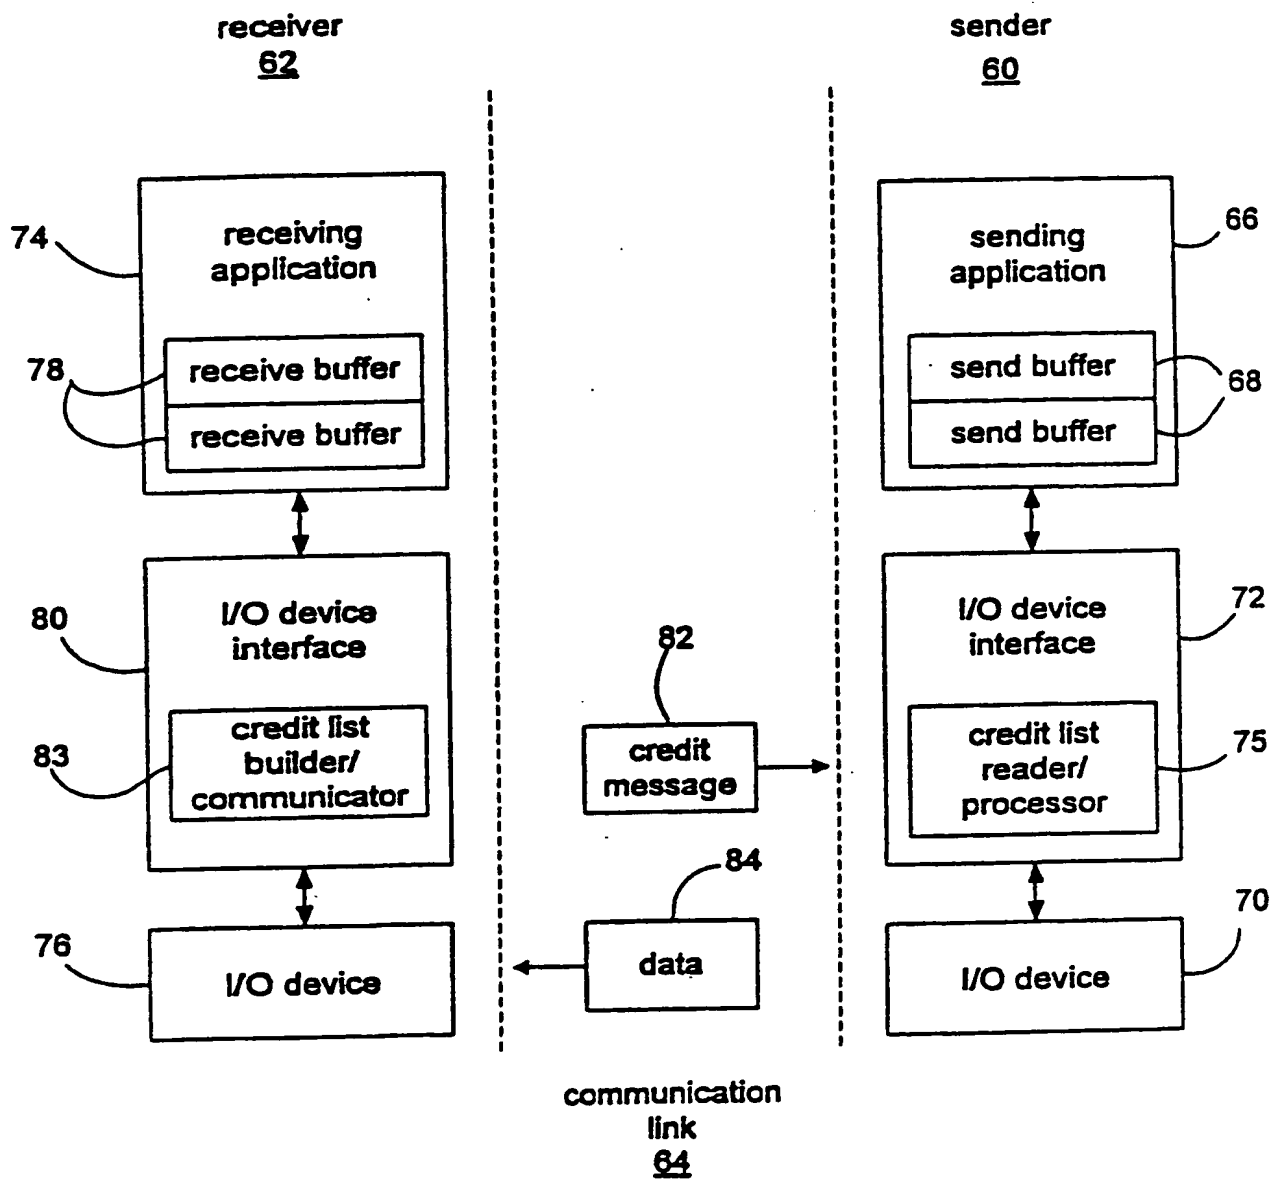 receiver
62
sender
60
74
receiving
application
78
receive buffer
receive buffer
66
sending
application
send buffer
send buffer
68
80
I/O device
interface
83
credit list
builder/
communicator
82
credit
message
72
I/O device
interface
75
credit list
reader/
processor
84
data
76
I/O device
70
I/O device
communication
link
64